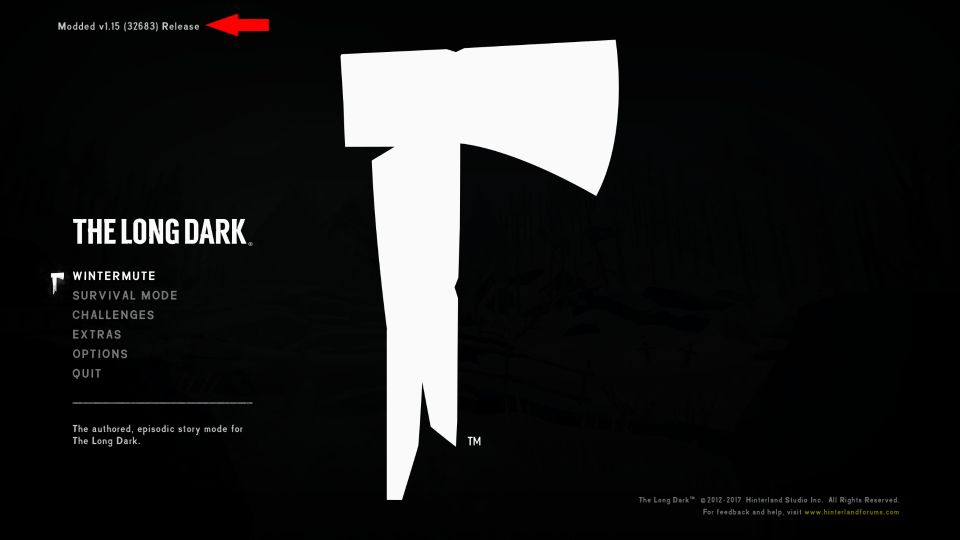 Modded v1.15 (32683) Release
THE LONG DARK®
WINTERMUTE
SURVIVAL MODE
CHALLENGES
EXTRAS
OPTIONS
QUIT
The authored, episodic story mode for
The Long Dark.
TM
The Long Dark™ ©2012-2017 Hinterland Studio Inc. All Rights Reserved.
For feedback and help, visit www.hinterlandforums.com